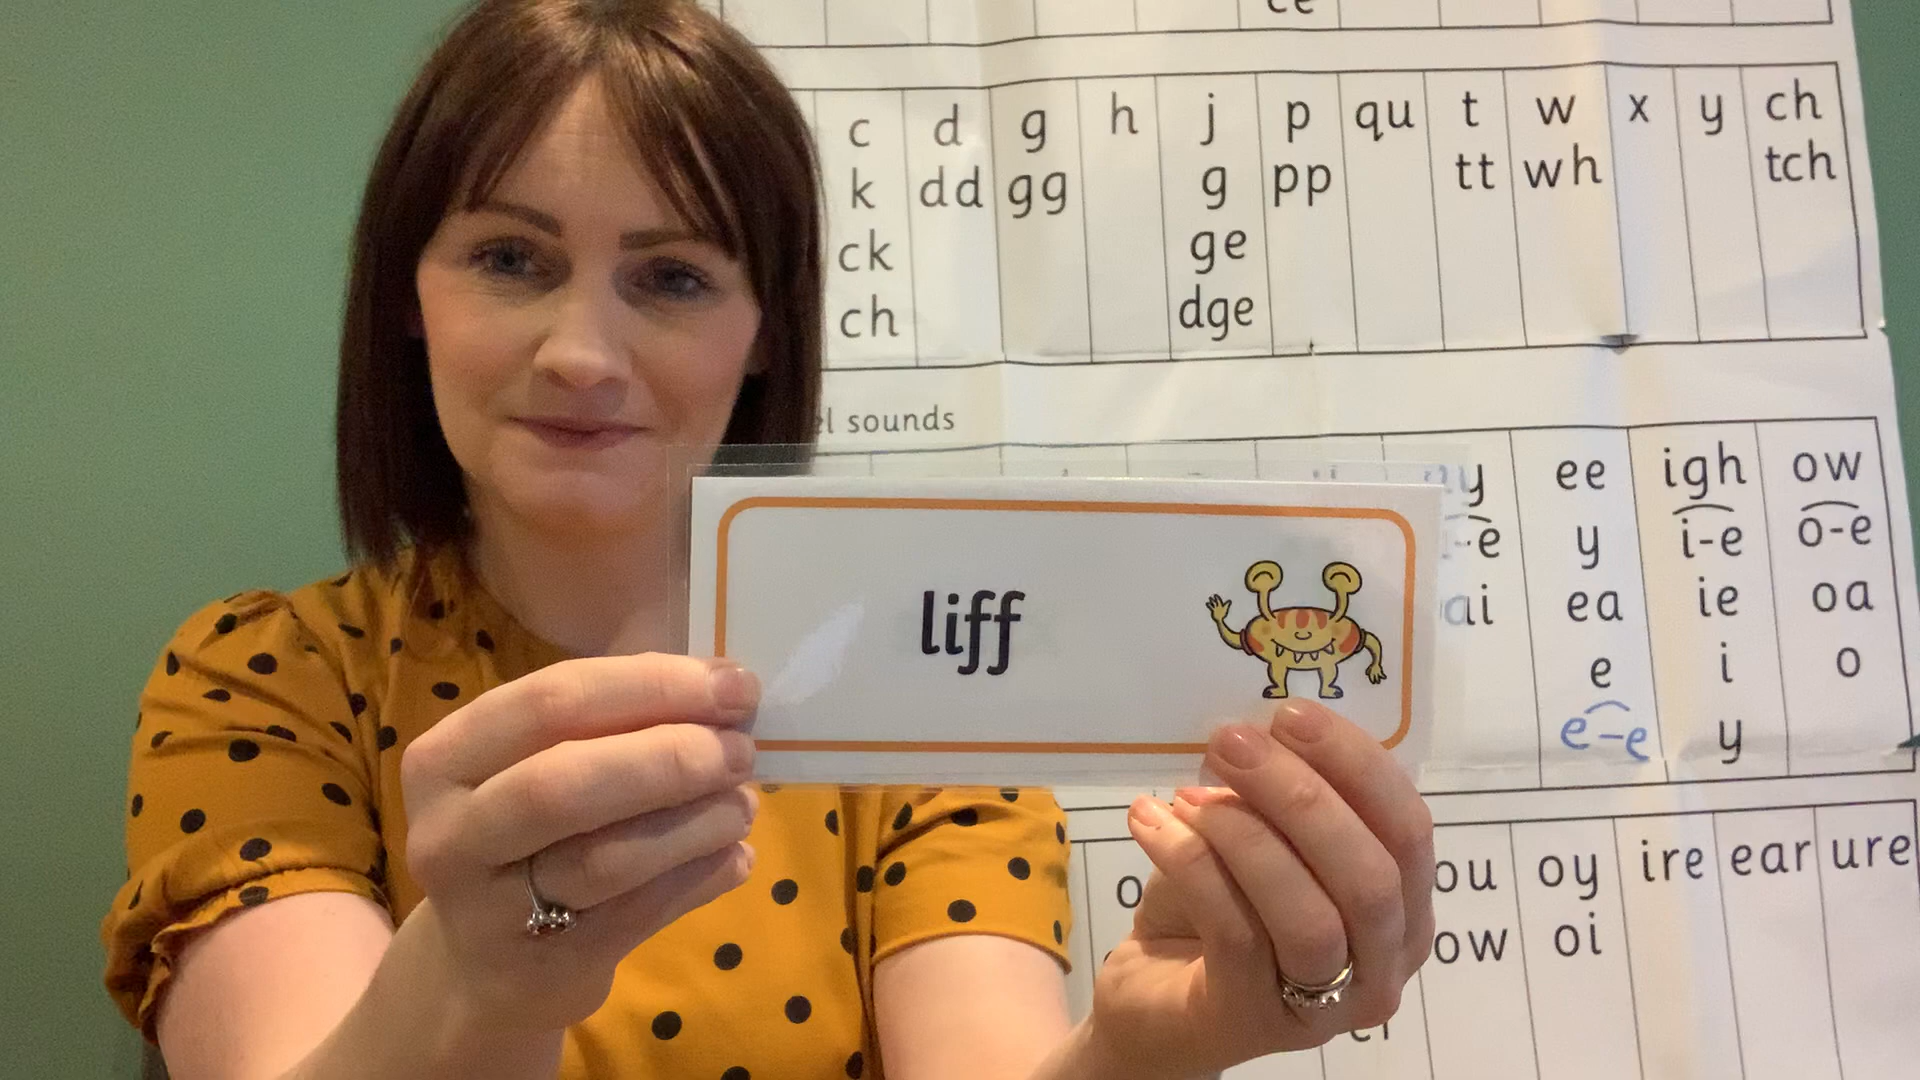 c d g h j p qu t w x y ch
k dd gg g pp tt wh tch
ck ge
ch dge
sounds
ee igh ow
y i-e o-e
ai ea ie oa
e i o
e-e y
liff
ou oy ire ear ure
ow oi